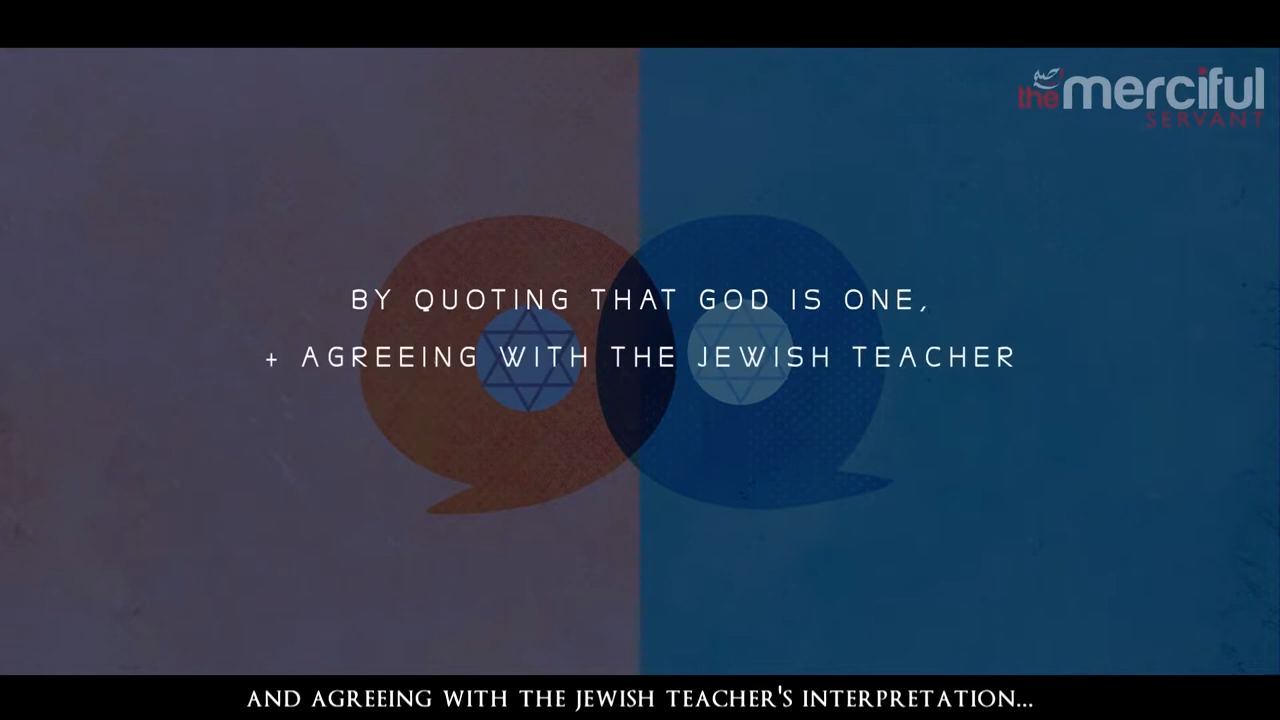 the merciful
SERVANT
BY QUOTING THAT GOD IS ONE,
+ AGREEING WITH THE JEWISH TEACHER
AND AGREEING WITH THE JEWISH TEACHER'S INTERPRETATION...